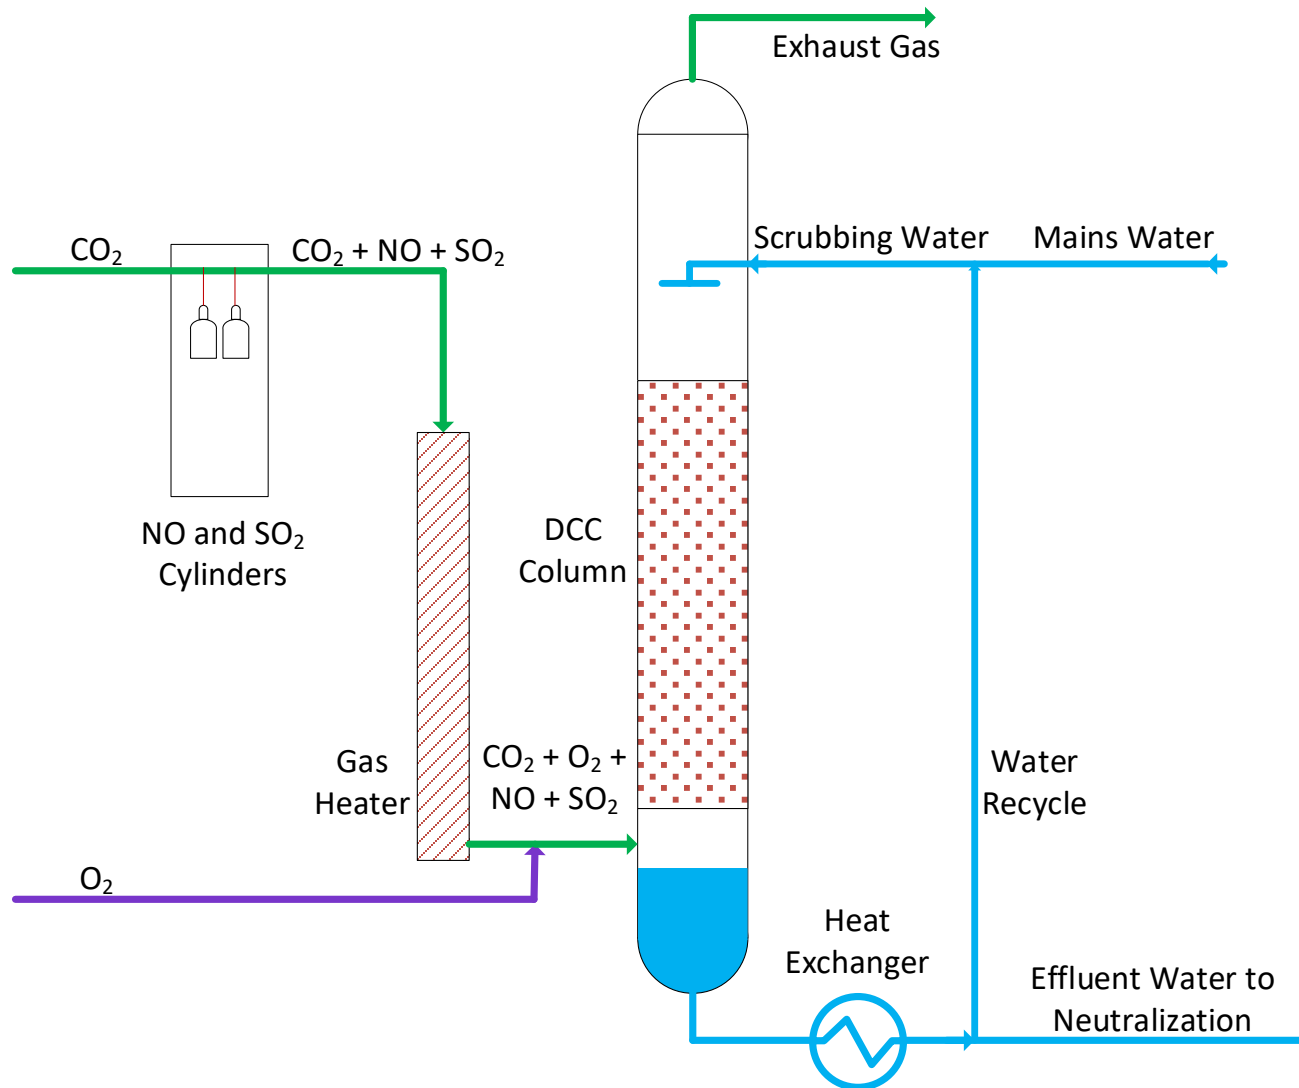 Exhaust Gas
CO₂
CO₂ + NO + SO₂
Scrubbing Water
Mains Water
NO and SO₂
Cylinders
DCC
Column
Gas
Heater
CO₂ + O₂ +
NO + SO₂
Water
Recycle
O₂
Heat
Exchanger
Effluent Water to
Neutralization